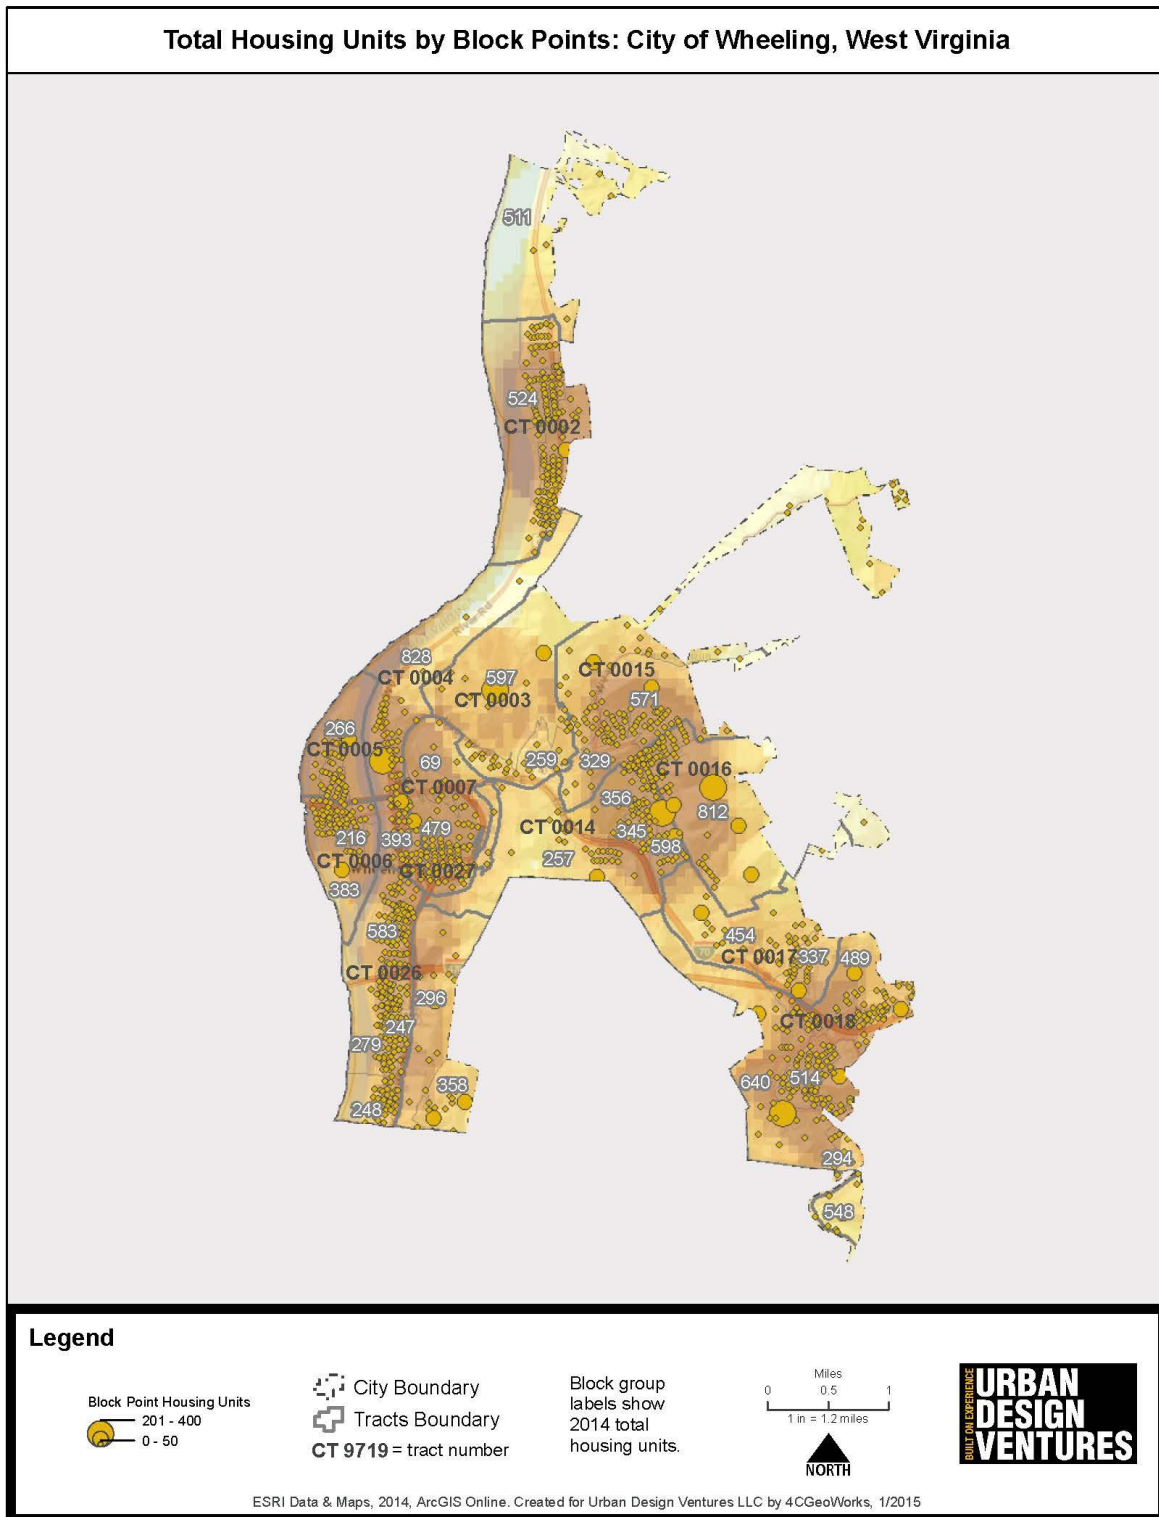 Total Housing Units by Block Points: City of Wheeling, West Virginia
511
524
CT 0002
River Rd
828
CT 0004
597
CT 0003
CT 0015
571
266
CT 0005
69
CT 0007
259
329
CT 0016
356
812
216
393
479
CT 0014
345
598
CT 0006
CT 0027
257
383
583
454
CT 0017
337
489
70
CT 0026
296
CT 0018
247
279
640
514
358
248
294
548
Legend
Block Point Housing Units
201 - 400
0 - 50
City Boundary
Tracts Boundary
CT 9719 = tract number
Block group
labels show
2014 total
housing units.
Miles
0 0.5 1
1 in = 1.2 miles
NORTH
BUILT ON EXPERIENCE
URBAN
DESIGN
VENTURES
ESRI Data & Maps, 2014, ArcGIS Online. Created for Urban Design Ventures LLC by 4CGeoWorks, 1/2015